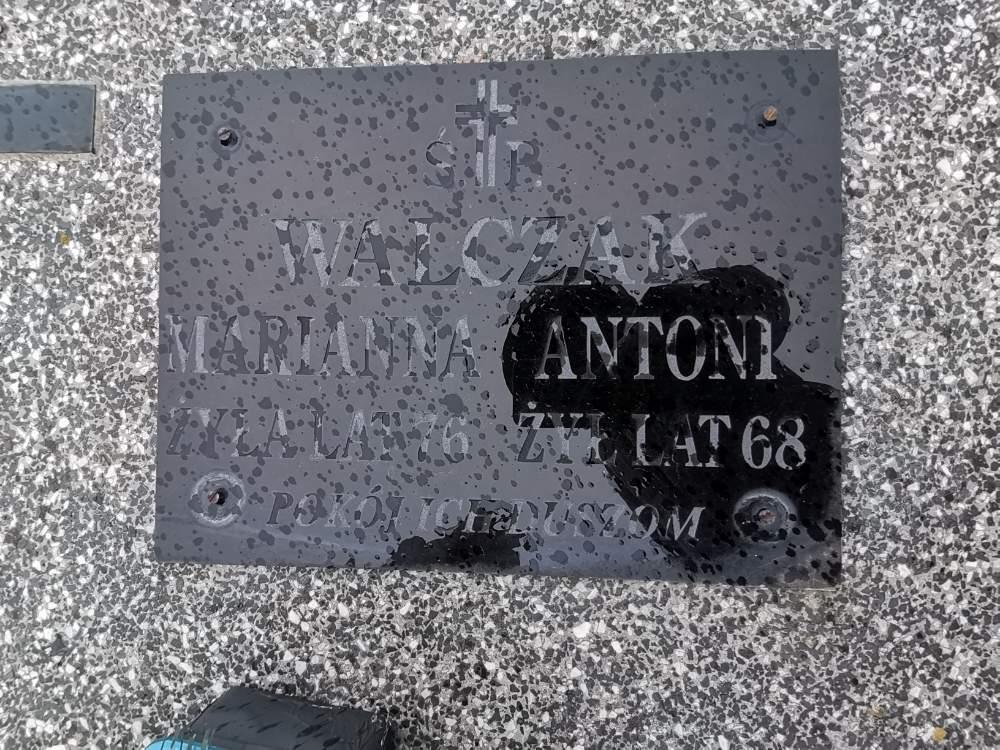 Ś. P.
WALCZAK
MARIANNA ANTONI
ŻYŁA LAT 76 ŻYŁ LAT 68
POKÓJ ICH DUSZOM